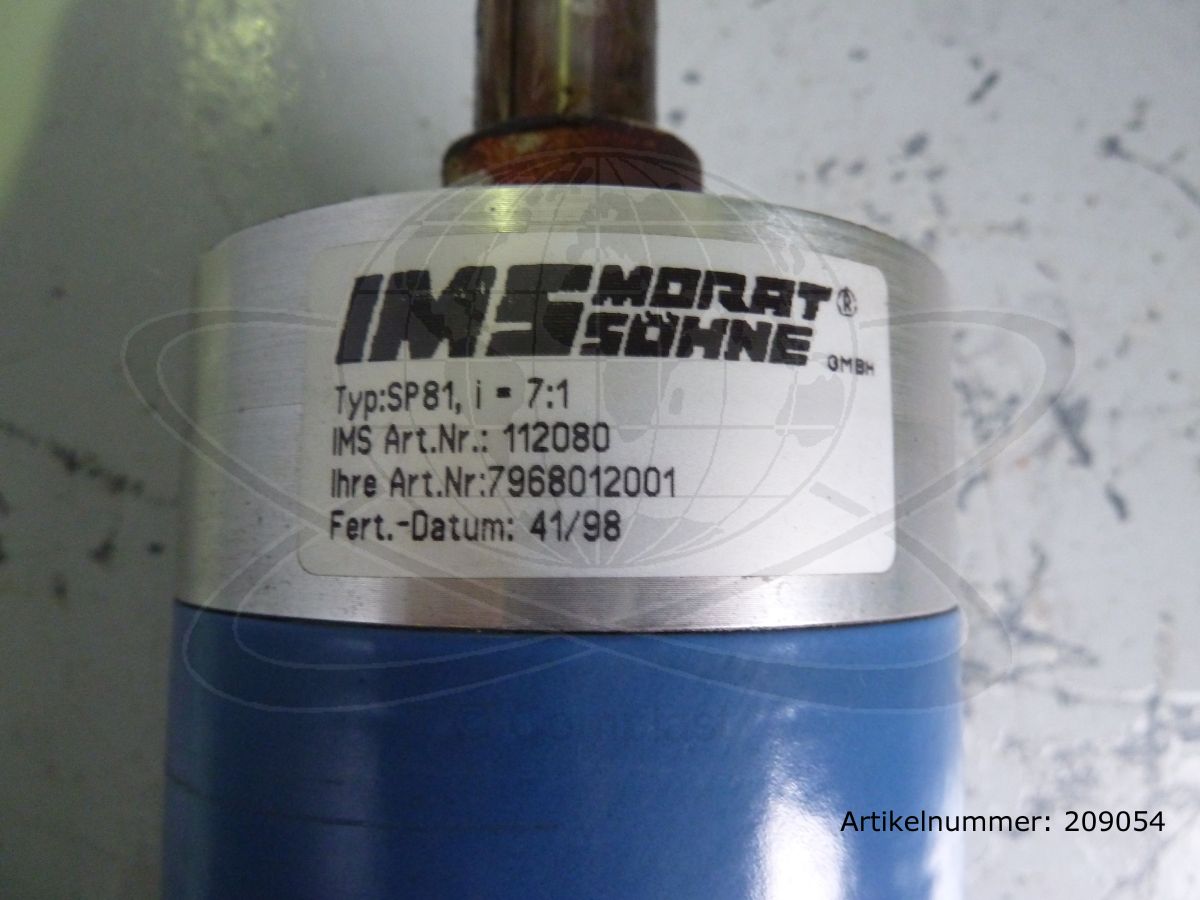 IMS MORAT SÖHNE ® GMBH
Typ:SP81, i = 7:1
IMS Art.Nr.: 112080
Ihre Art.Nr:7968012001
Fert.-Datum: 41/98
Artikelnummer: 209054